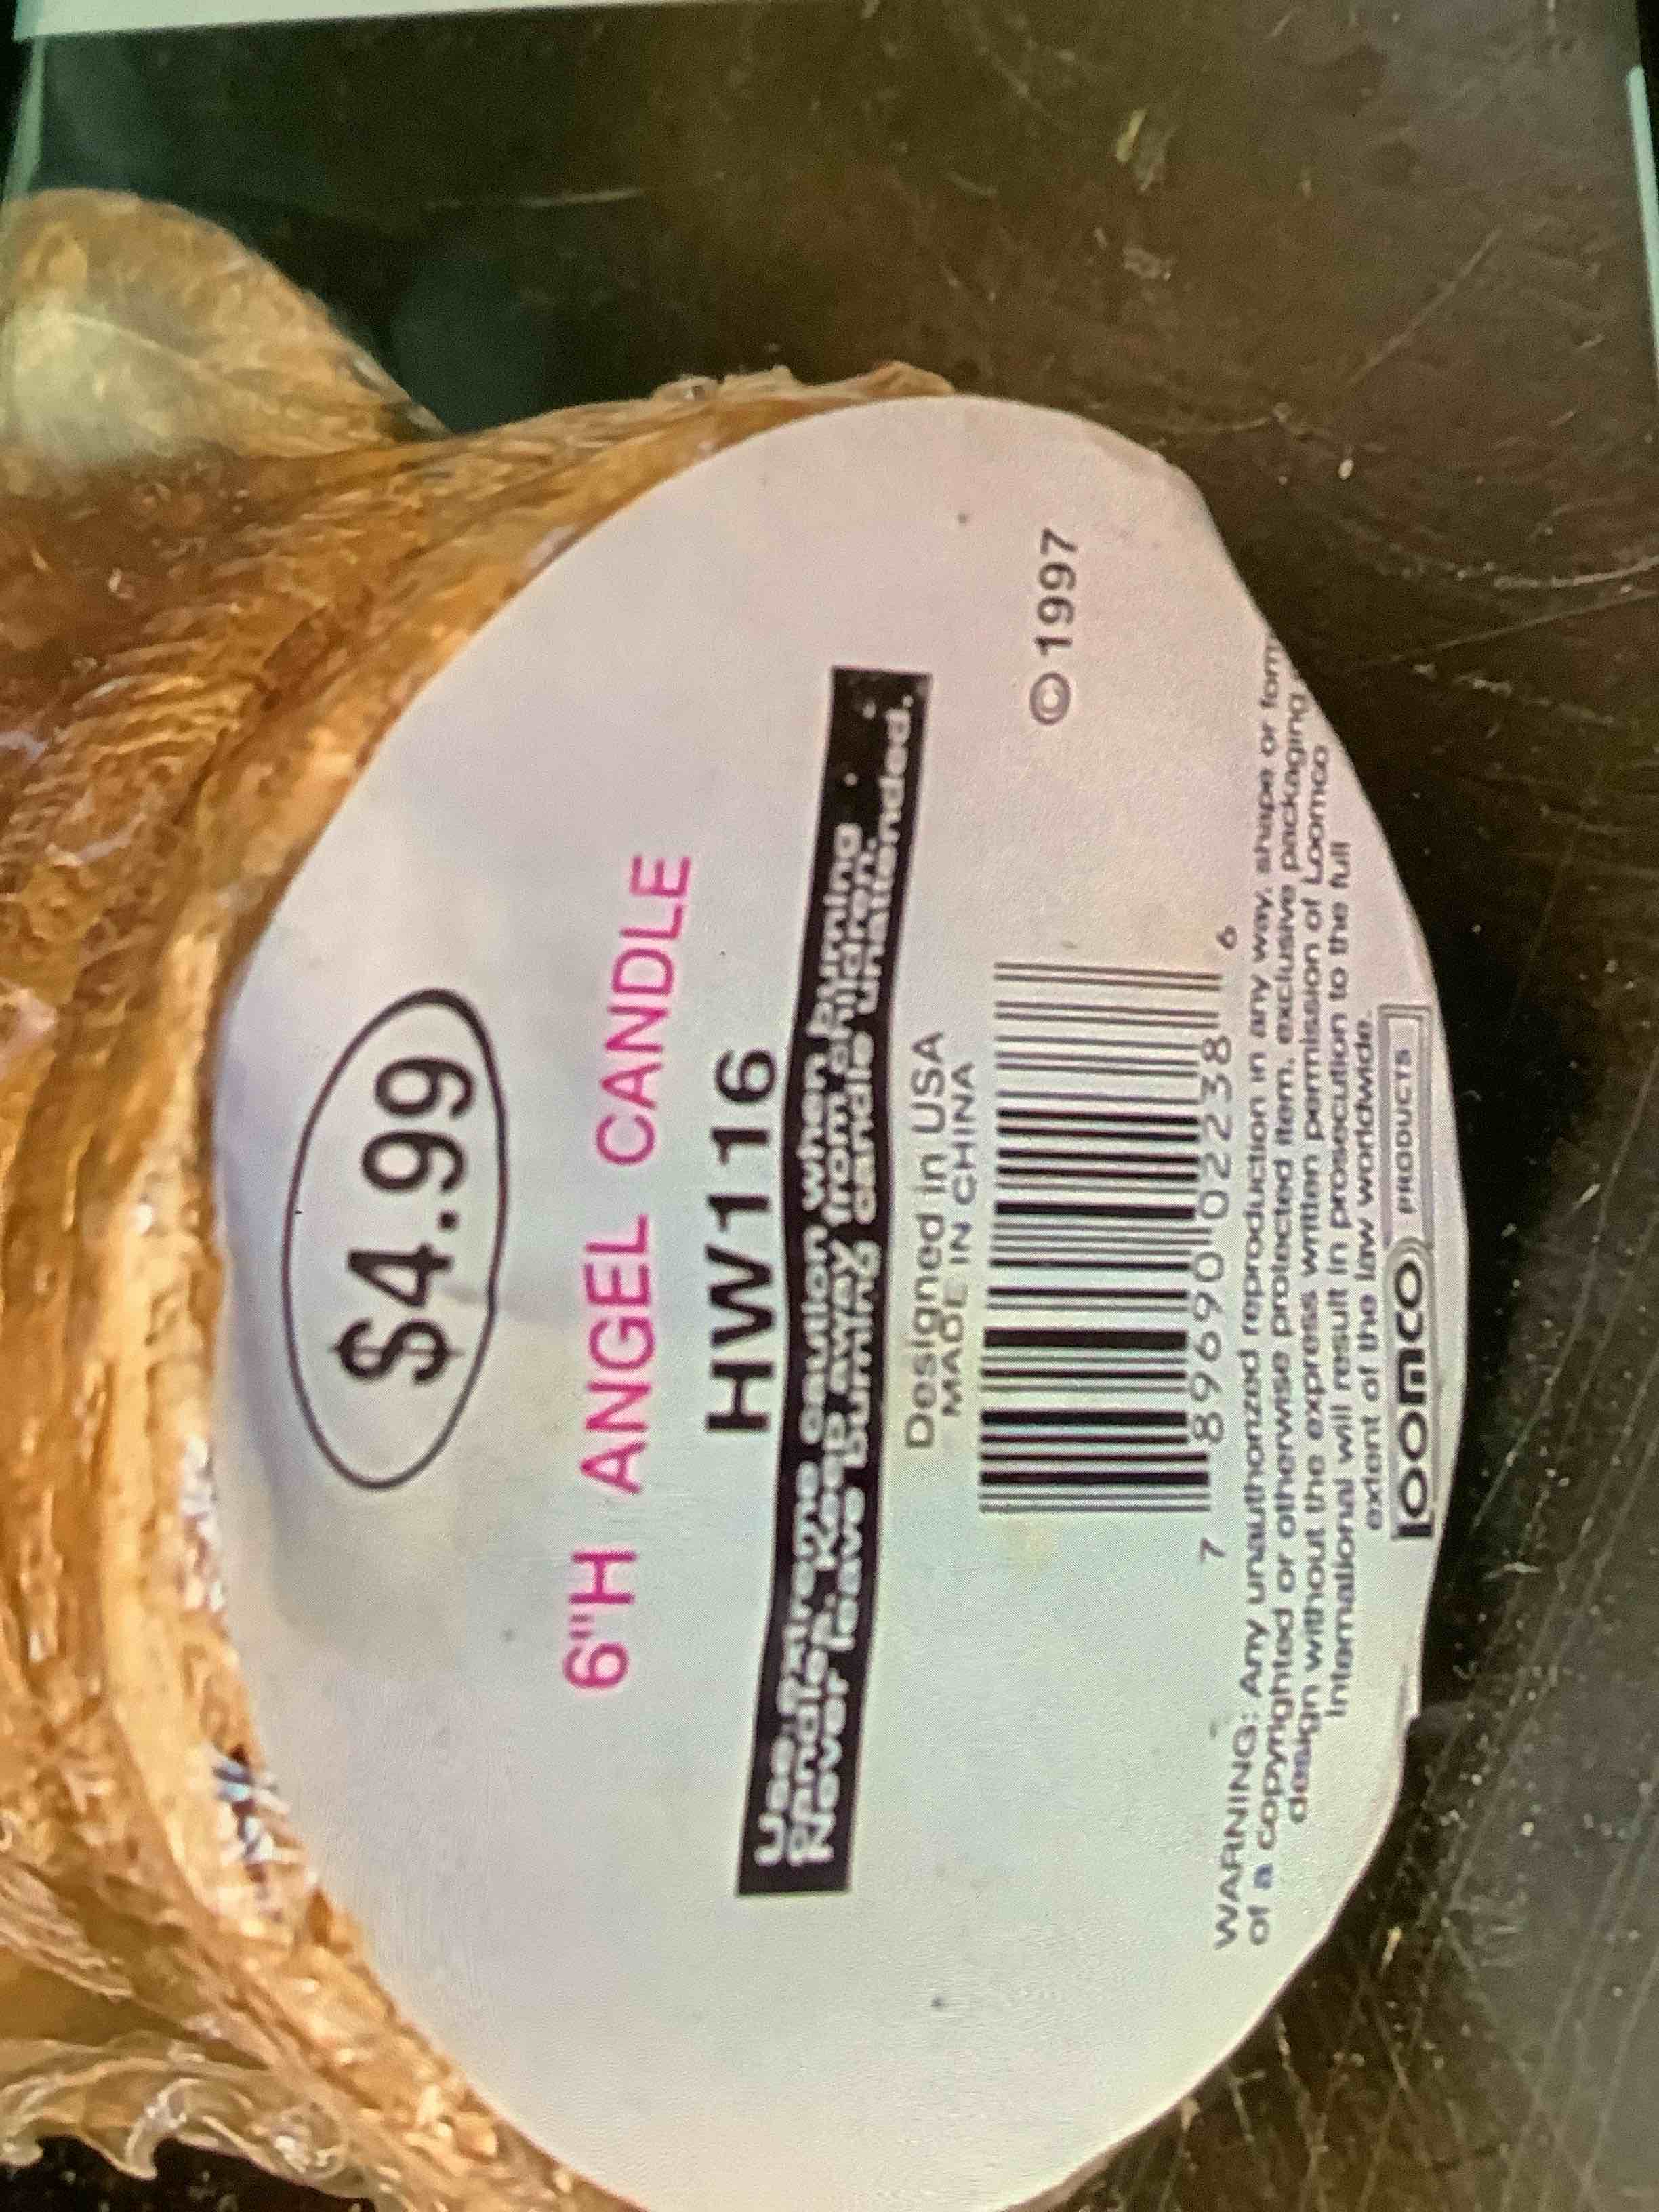 $4.99
6"H ANGEL CANDLE
HW116
Use extreme caution when burning
candles. Keep away from children.
Never leave burning candle unattended.
Designed in USA
MADE IN CHINA
© 1997
7 89690 02238 6
WARNING: Any unauthorized reproduction in any way, shape or form
of a copyrighted or otherwise protected item, exclusive packaging
design without the express written permission of Loomco
International will result in prosecution to the full
extent of the law worldwide.
loomco PRODUCTS